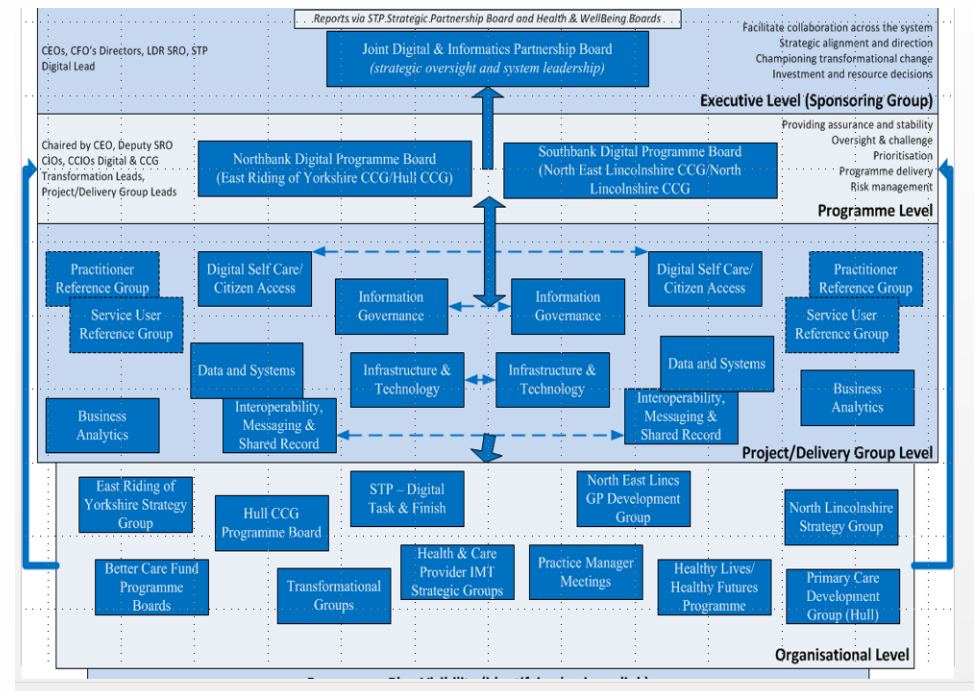 Reports via STP Strategic Partnership Board and Health & WellBeing Boards
CEOs, CFO's Directors, LDR SRO, STP
Digital Lead
Joint Digital & Informatics Partnership Board
(strategic oversight and system leadership)
Facilitate collaboration across the system
Strategic alignment and direction
Championing transformational change
Investment and resource decisions
Executive Level (Sponsoring Group)
Chaired by CEO, Deputy SRO
CIOs, CCIOs Digital & CCG
Transformation Leads,
Project/Delivery Group Leads
Northbank Digital Programme Board
(East Riding of Yorkshire CCG/Hull CCG)
Southbank Digital Programme Board
(North East Lincolnshire CCG/North
Lincolnshire CCG
Providing assurance and stability
Oversight & challenge
Prioritisation
Programme delivery
Risk management
Programme Level
Practitioner
Reference Group
Service User
Reference Group
Digital Self Care/
Citizen Access
Information
Governance
Information
Governance
Digital Self Care/
Citizen Access
Practitioner
Reference Group
Service User
Reference Group
Data and Systems
Infrastructure &
Technology
Infrastructure &
Technology
Data and Systems
Business
Analytics
Interoperability,
Messaging &
Shared Record
Interoperability,
Messaging &
Shared Record
Business
Analytics
Project/Delivery Group Level
East Riding of
Yorkshire Strategy
Group
Hull CCG
Programme Board
STP – Digital
Task & Finish
North East Lincs
GP Development
Group
North Lincolnshire
Strategy Group
Better Care Fund
Programme
Boards
Transformational
Groups
Health & Care
Provider IMT
Strategic Groups
Practice Manager
Meetings
Healthy Lives/
Healthy Futures
Programme
Primary Care
Development
Group (Hull)
Organisational Level